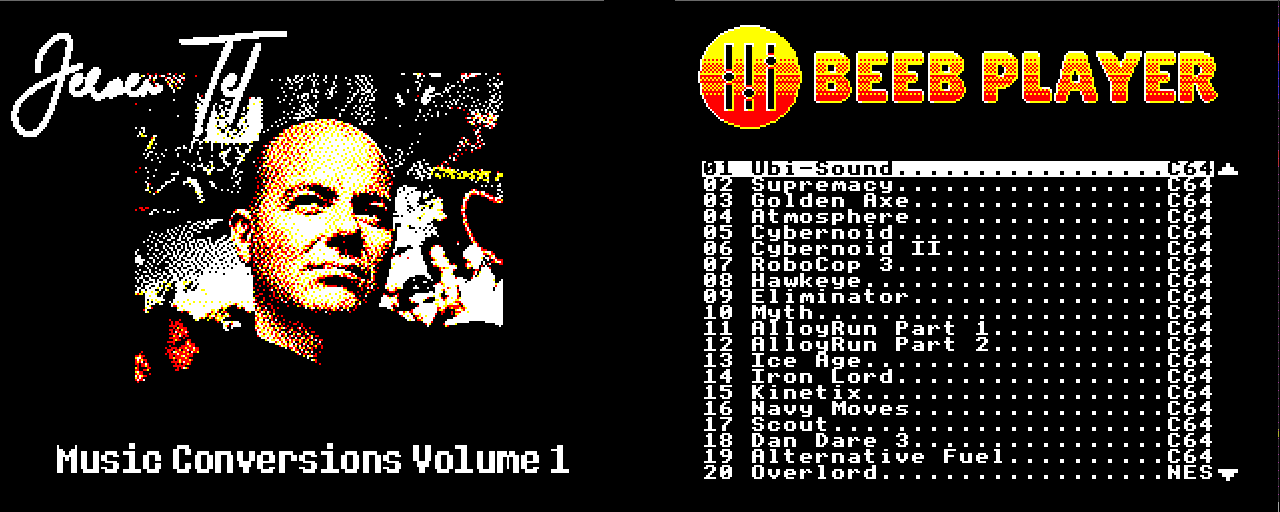 Jeroen Tel
Music Conversions Volume 1
BEEB PLAYER
01 Ubi-Sound..................C64
02 Supremacy..................C64
03 Golden Axe.................C64
04 Atmosphere.................C64
05 Cybernoid..................C64
06 Cybernoid II...............C64
07 RoboCop 3..................C64
08 Hawkeye....................C64
09 Eliminator.................C64
10 Myth.......................C64
11 AlloyRun Part 1............C64
12 AlloyRun Part 2............C64
13 Ice Age....................C64
14 Iron Lord..................C64
15 Kinetix....................C64
16 Navy Moves.................C64
17 Scout......................C64
18 Dan Dare 3.................C64
19 Alternative Fuel...........C64
20 Overlord...................NES